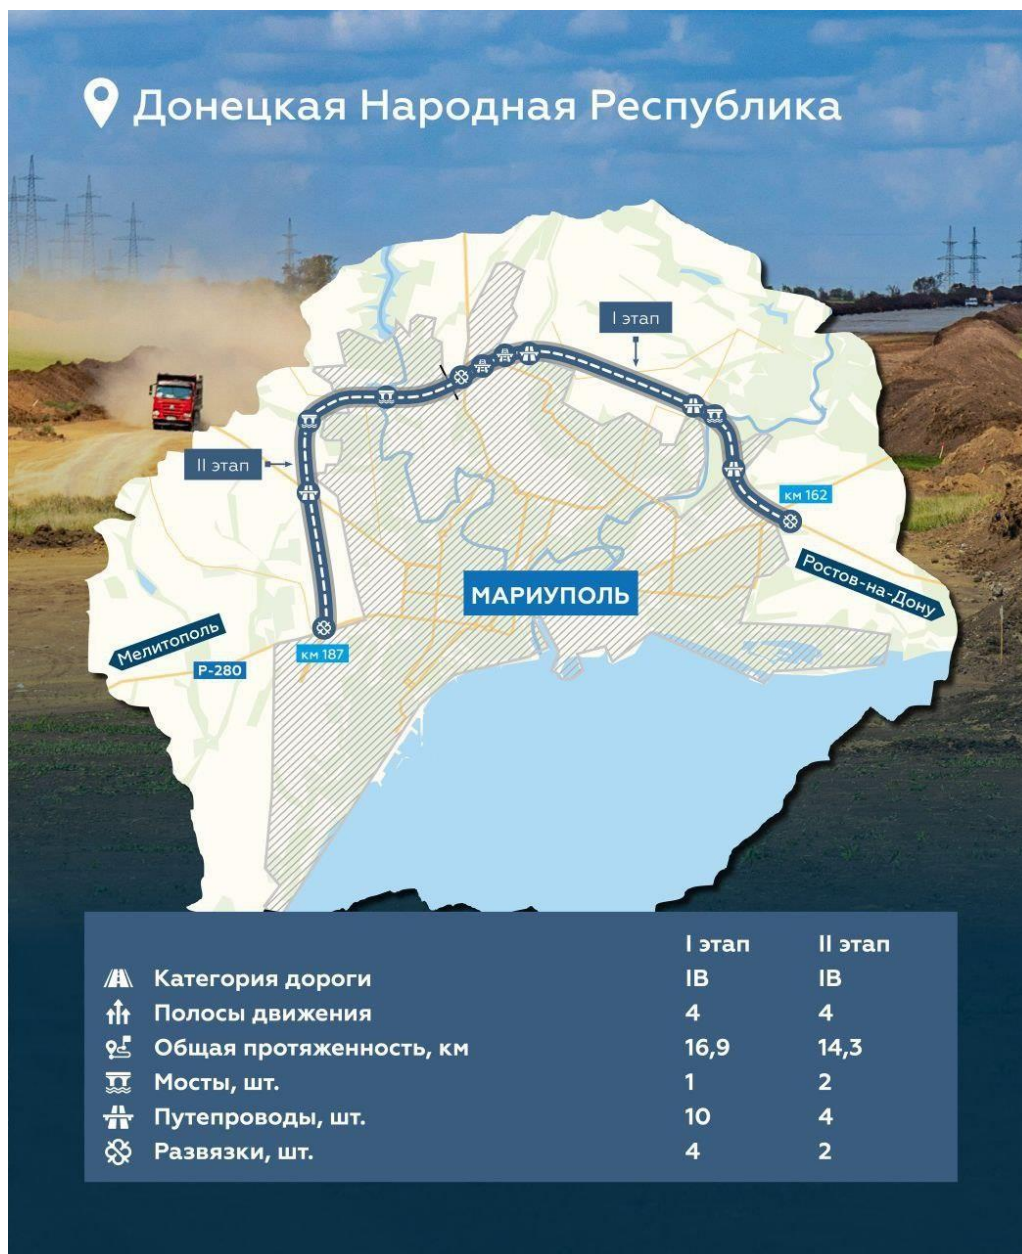 Донецкая Народная Республика
I этап
II этап
км 162
Ростов-на-Дону
МАРИУПОЛЬ
Мелитополь
км 187
Р-280
I этап II этап
Категория дороги IВ IВ
Полосы движения 4 4
Общая протяженность, км 16,9 14,3
Мосты, шт. 1 2
Путепроводы, шт. 10 4
Развязки, шт. 4 2